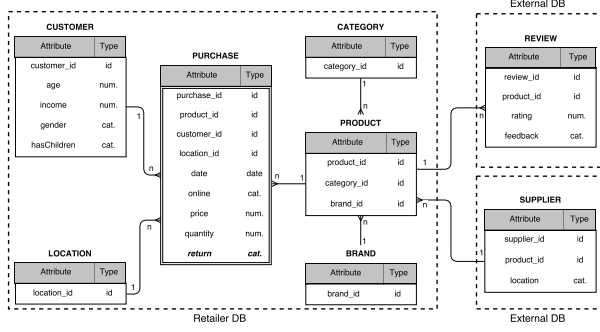 External DB
CUSTOMER
Attribute Type
customer_id id
age num.
income num.
gender cat.
hasChildren cat.
1
n
PURCHASE
Attribute Type
purchase_id id
product_id id
customer_id id
location_id id
date date
online cat.
price num.
quantity num.
return cat.
n
1
CATEGORY
Attribute Type
category_id id
1
n
PRODUCT
Attribute Type
product_id id
category_id id
brand_id id
n
1
BRAND
Attribute Type
brand_id id
LOCATION
Attribute Type
location_id id
1
n
Retailer DB
REVIEW
Attribute Type
review_id id
product_id id
rating num.
feedback cat.
1
n
SUPPLIER
Attribute Type
supplier_id id
product_id id
location cat.
n
1
External DB